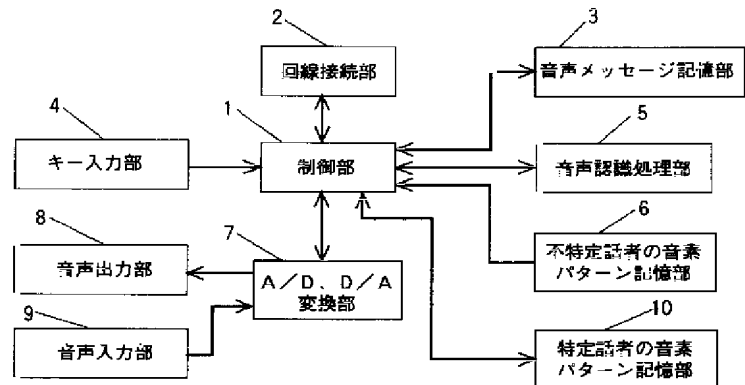 2
回線接続部
3
音声メッセージ記憶部
4
キー入力部
1
制御部
5
音声認識処理部
8
音声出力部
7
A/D、D/A
変換部
6
不特定話者の音素
パターン記憶部
9
音声入力部
10
特定話者の音素
パターン記憶部